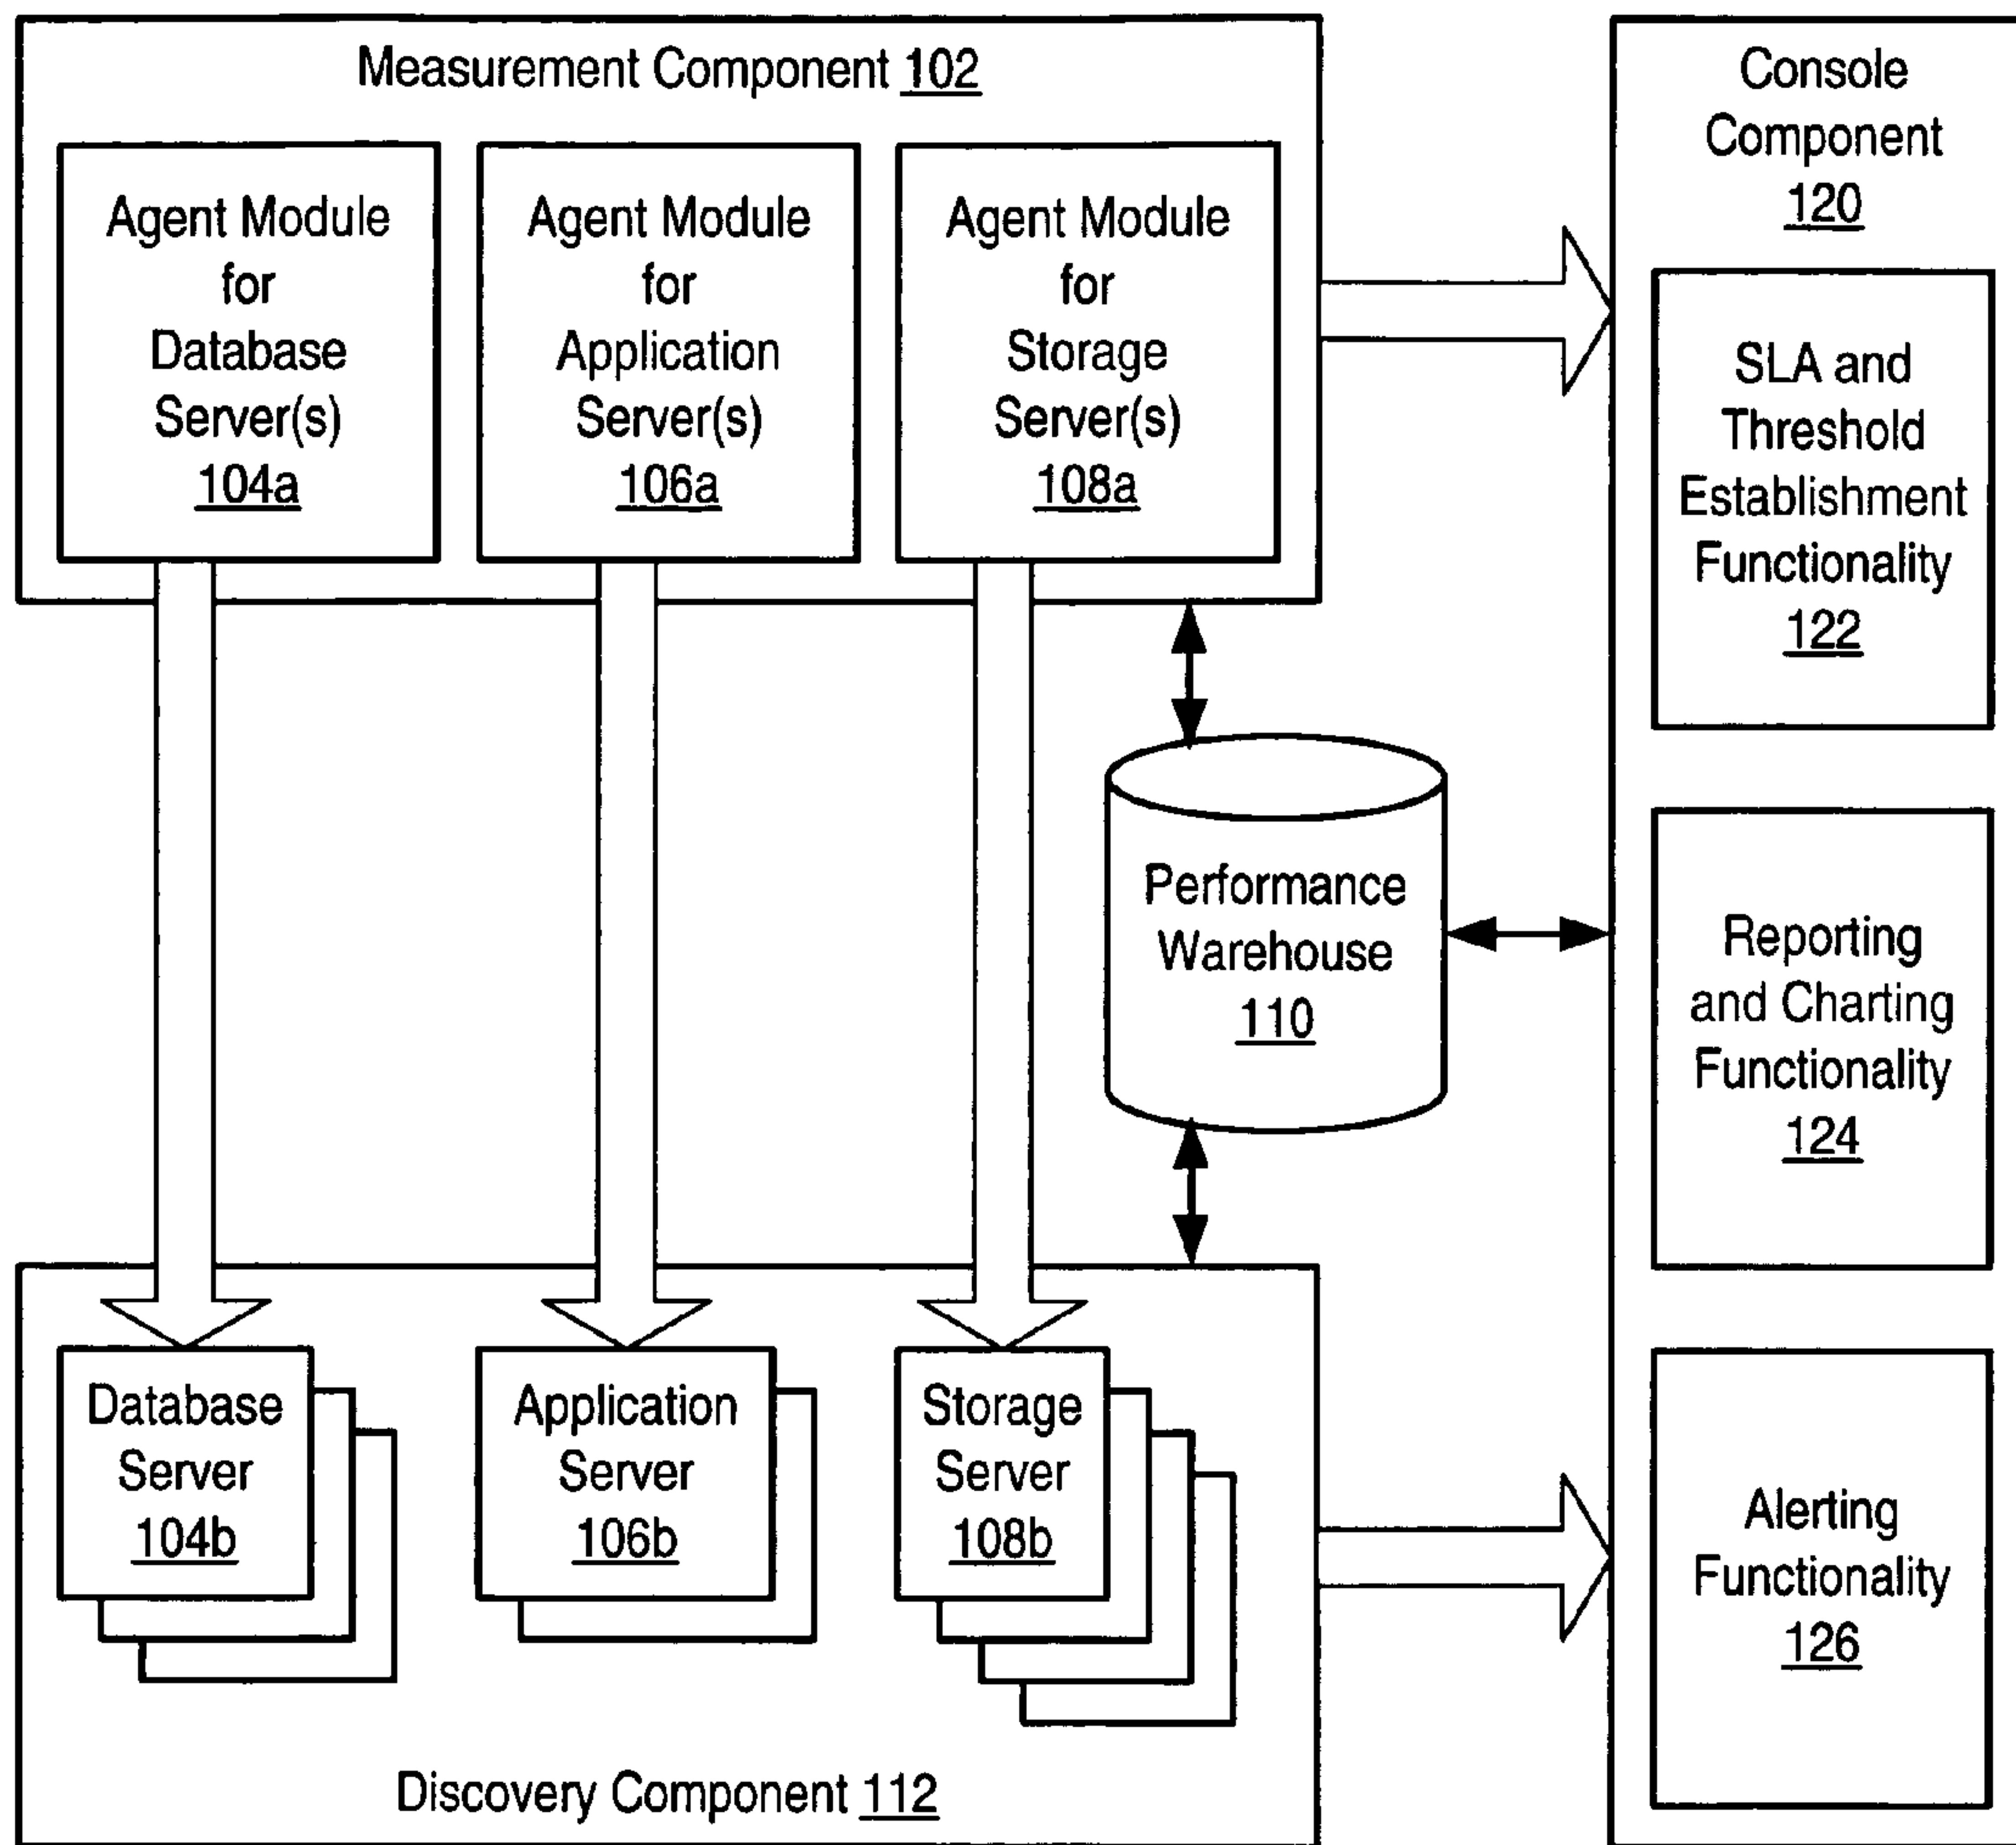 Measurement Component 102
Agent Module
for
Database
Server(s)
104a
Agent Module
for
Application
Server(s)
106a
Agent Module
for
Storage
Server(s)
108a
Console
Component
120
SLA and
Threshold
Establishment
Functionality
122
Performance
Warehouse
110
Reporting
and Charting
Functionality
124
Database
Server
104b
Application
Server
106b
Storage
Server
108b
Alerting
Functionality
126
Discovery Component 112